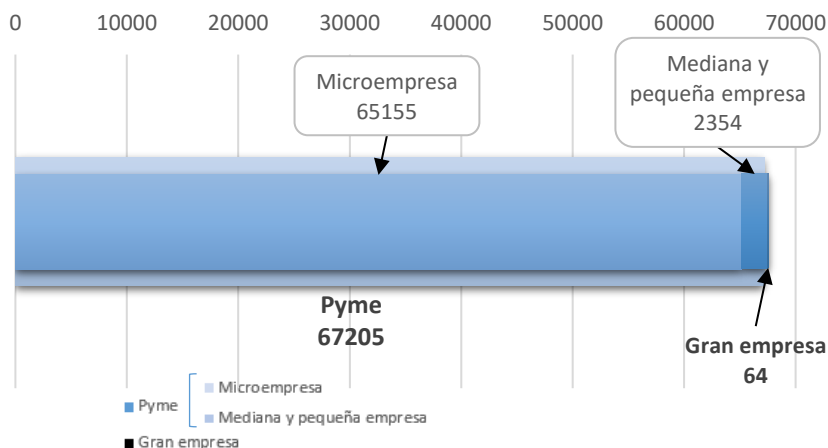 0 10000 20000 30000 40000 50000 60000 70000
Microempresa
65155
Mediana y
pequeña empresa
2354
Pyme
67205
Gran empresa
64
Microempresa
Pyme
Mediana y pequeña empresa
Gran empresa